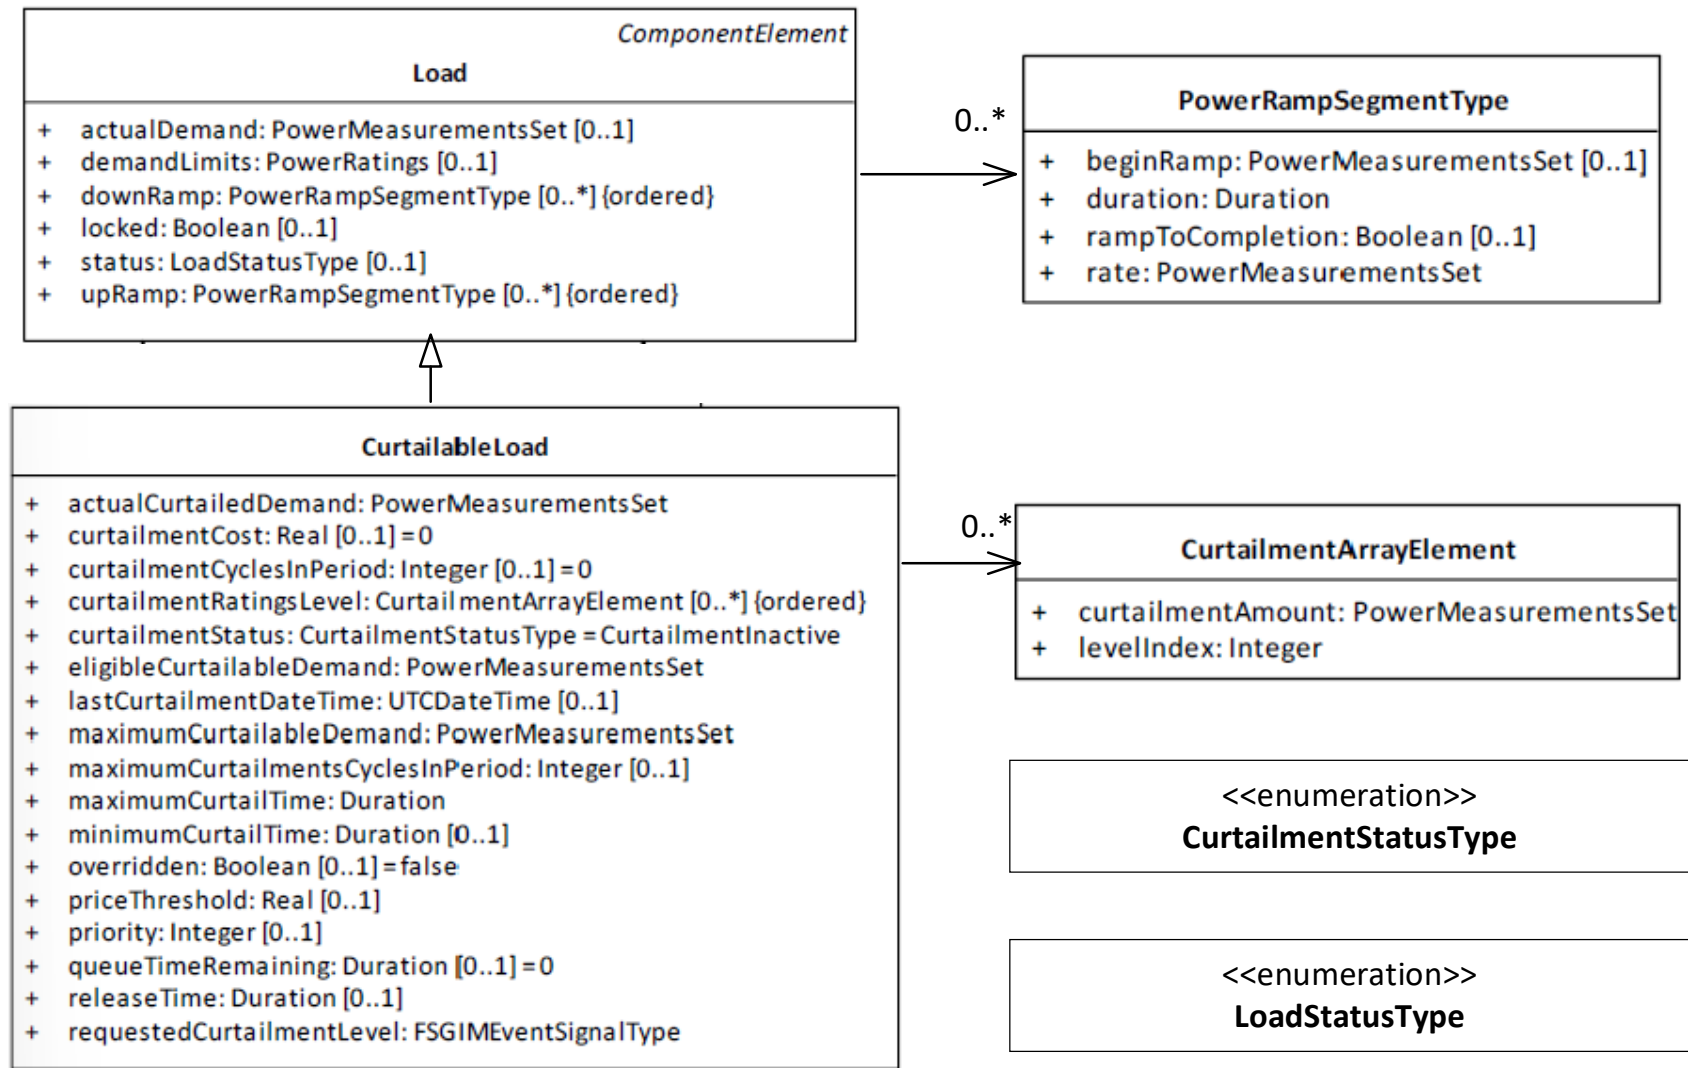 ComponentElement
Load
+ actualDemand: PowerMeasurementsSet [0..1]
+ demandLimits: PowerRatings [0..1]
+ downRamp: PowerRampSegmentType [0..*] {ordered}
+ locked: Boolean [0..1]
+ status: LoadStatusType [0..1]
+ upRamp: PowerRampSegmentType [0..*] {ordered}
0..*
PowerRampSegmentType
+ beginRamp: PowerMeasurementsSet [0..1]
+ duration: Duration
+ rampToCompletion: Boolean [0..1]
+ rate: PowerMeasurementsSet
CurtailableLoad
+ actualCurtailedDemand: PowerMeasurementsSet
+ curtailmentCost: Real [0..1] = 0
+ curtailmentCyclesInPeriod: Integer [0..1] = 0
+ curtailmentRatingsLevel: CurtailmentArrayElement [0..*] {ordered}
+ curtailmentStatus: CurtailmentStatusType = CurtailmentInactive
+ eligibleCurtailableDemand: PowerMeasurementsSet
+ lastCurtailmentDateTime: UTCDateTime [0..1]
+ maximumCurtailableDemand: PowerMeasurementsSet
+ maximumCurtailmentsCyclesInPeriod: Integer [0..1]
+ maximumCurtailTime: Duration
+ minimumCurtailTime: Duration [0..1]
+ overridden: Boolean [0..1] = false
+ priceThreshold: Real [0..1]
+ priority: Integer [0..1]
+ queueTimeRemaining: Duration [0..1] = 0
+ releaseTime: Duration [0..1]
+ requestedCurtailmentLevel: FSGIMEventSignalType
0..*
CurtailmentArrayElement
+ curtailmentAmount: PowerMeasurementsSet
+ levelIndex: Integer
<<enumeration>>
CurtailmentStatusType
<<enumeration>>
LoadStatusType